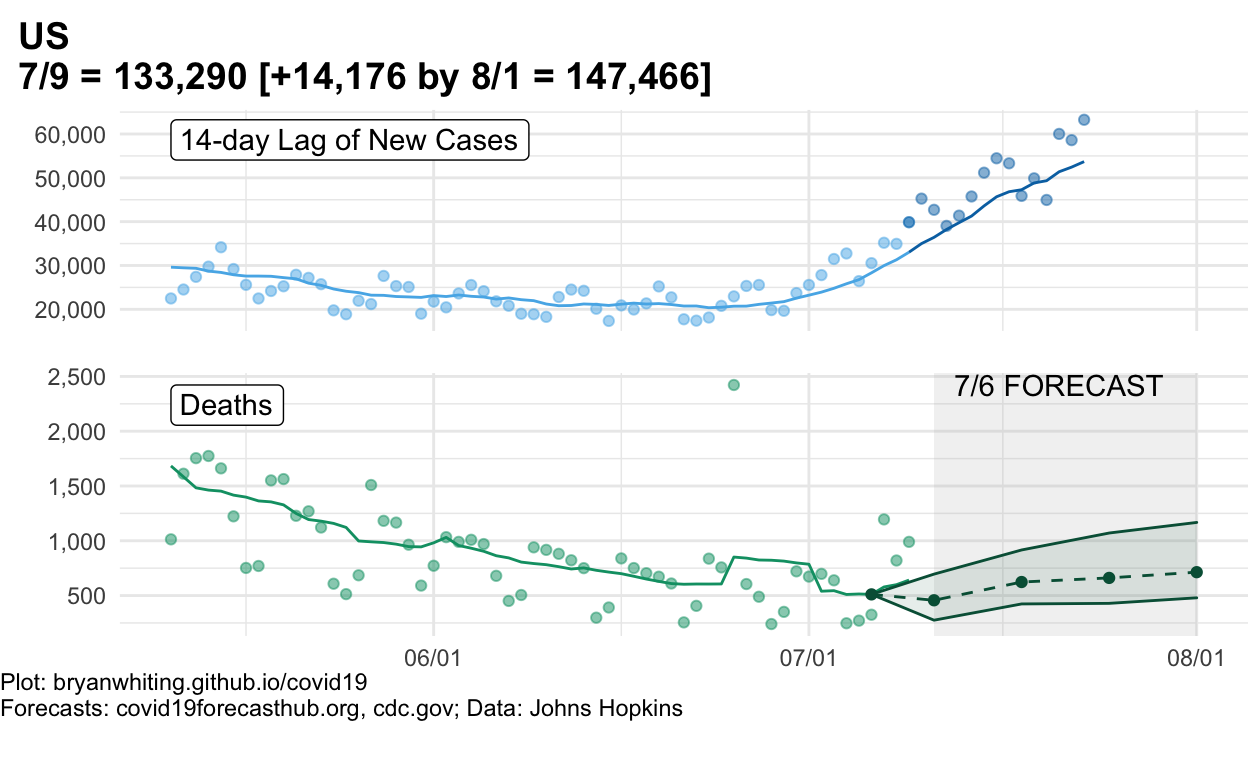 US
7/9 = 133,290 [+14,176 by 8/1 = 147,466]
14-day Lag of New Cases
60,000
50,000
40,000
30,000
20,000
Deaths
7/6 FORECAST
2,500
2,000
1,500
1,000
500
06/01
07/01
08/01
Plot: bryanwhiting.github.io/covid19
Forecasts: covid19forecasthub.org, cdc.gov; Data: Johns Hopkins